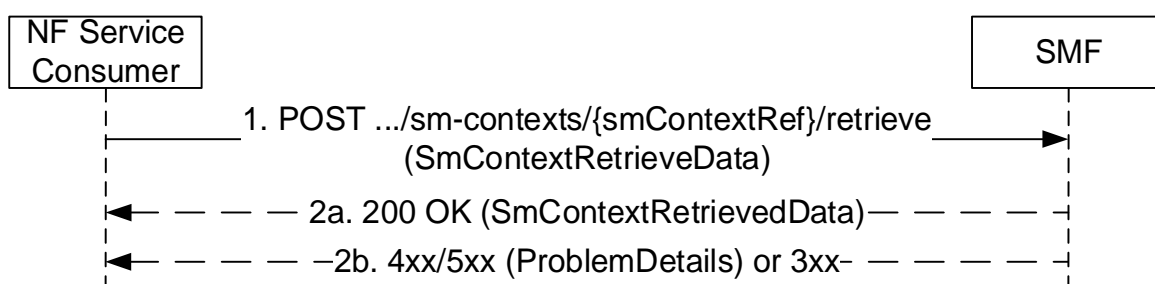 NF Service
Consumer
SMF
1. POST .../sm-contexts/{smContextRef}/retrieve
(SmContextRetrieveData)
2a. 200 OK (SmContextRetrievedData)
2b. 4xx/5xx (ProblemDetails) or 3xx